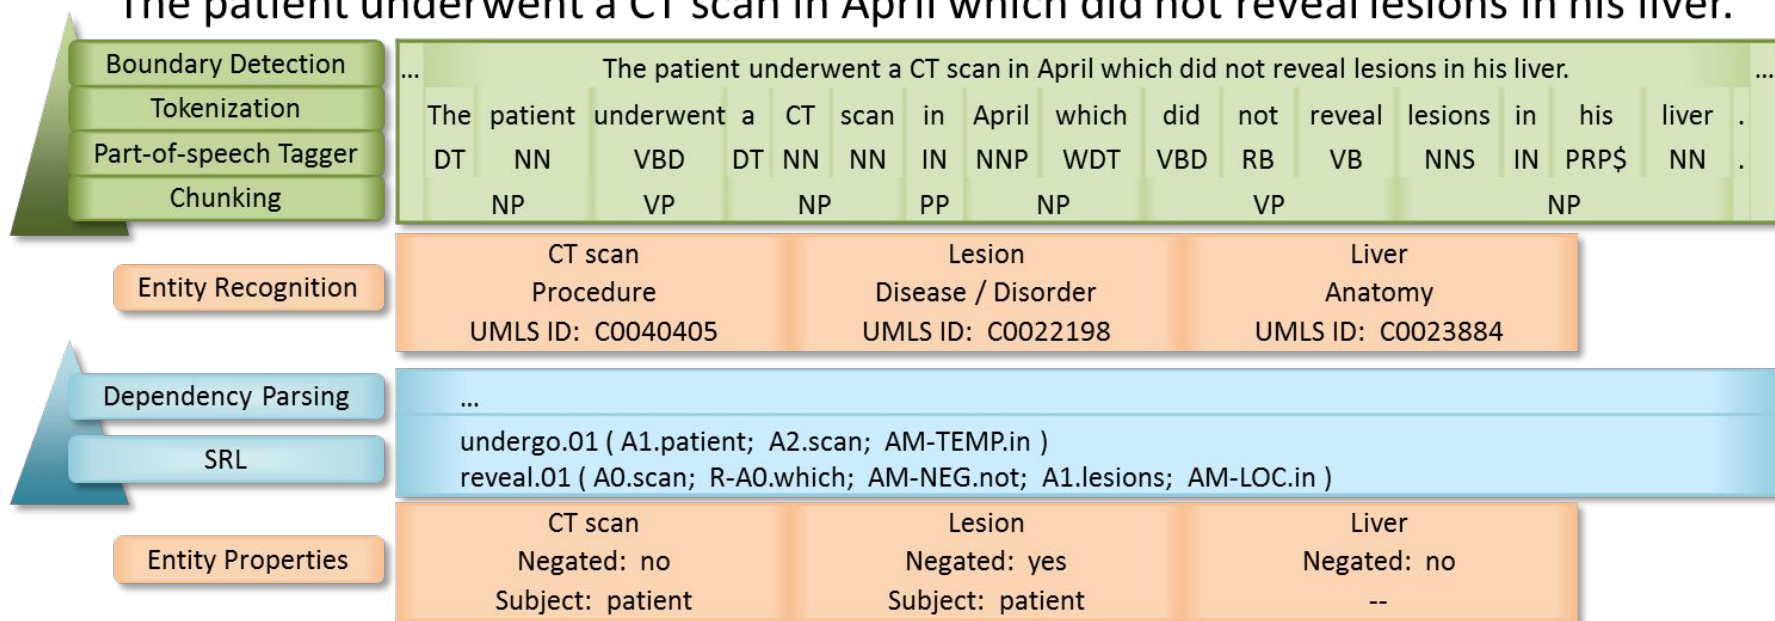 The patient underwent a CT scan in April which did not reveal lesions in his liver.
Boundary Detection ... The patient underwent a CT scan in April which did not reveal lesions in his liver. ...
Tokenization The patient underwent a CT scan in April which did not reveal lesions in his liver .
Part-of-speech Tagger DT NN VBD DT NN NN IN NNP WDT VBD RB VB NNS IN PRP$ NN .
Chunking NP VP NP PP NP VP NP
CT scan Lesion Liver
Entity Recognition Procedure Disease / Disorder Anatomy
UMLS ID: C0040405 UMLS ID: C0022198 UMLS ID: C0023884
Dependency Parsing ...
SRL undergo.01 ( A1.patient; A2.scan; AM-TEMP.in )
reveal.01 ( A0.scan; R-A0.which; AM-NEG.not; A1.lesions; AM-LOC.in )
CT scan Lesion Liver
Entity Properties Negated: no Negated: yes Negated: no
Subject: patient Subject: patient --